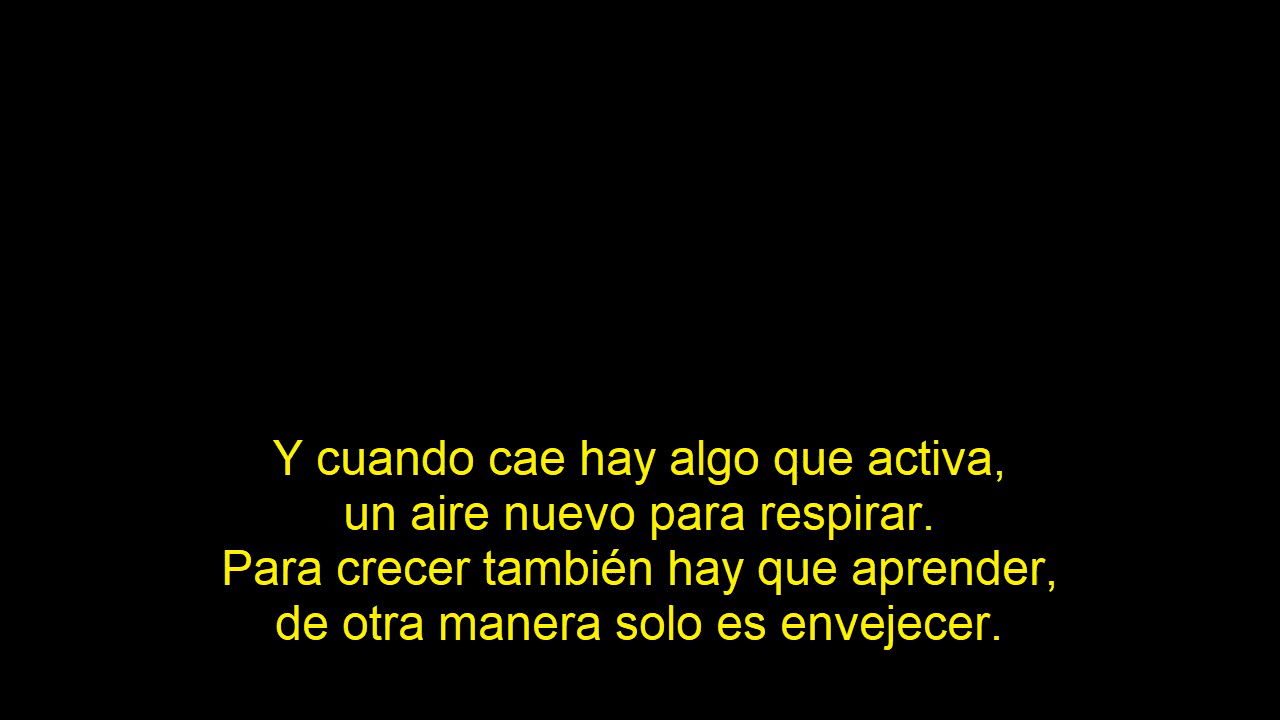 Y cuando cae hay algo que activa,
un aire nuevo para respirar.
Para crecer también hay que aprender,
de otra manera solo es envejecer.